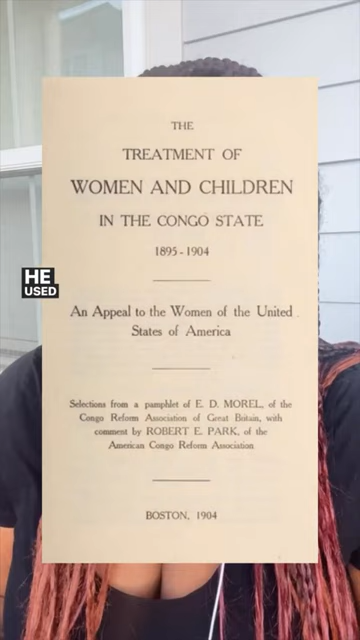 THE
TREATMENT OF
WOMEN AND CHILDREN
IN THE CONGO STATE
1895-1904
HE
USED
An Appeal to the Women of the United
States of America
Selections from a pamphlet of E. D. MOREL, of the
Congo Reform Association of Great Britain, with
comment by ROBERT E. PARK, of the
American Congo Reform Association
BOSTON, 1904